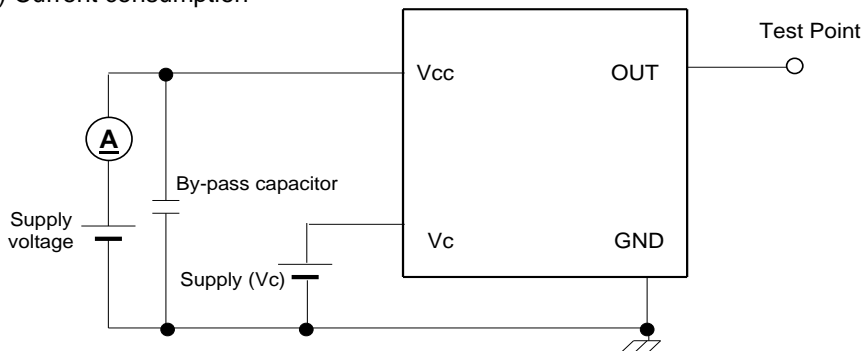 ) Current consumption
Test Point
Vcc
OUT
A
By-pass capacitor
Supply
voltage
Vc
GND
Supply (Vc)